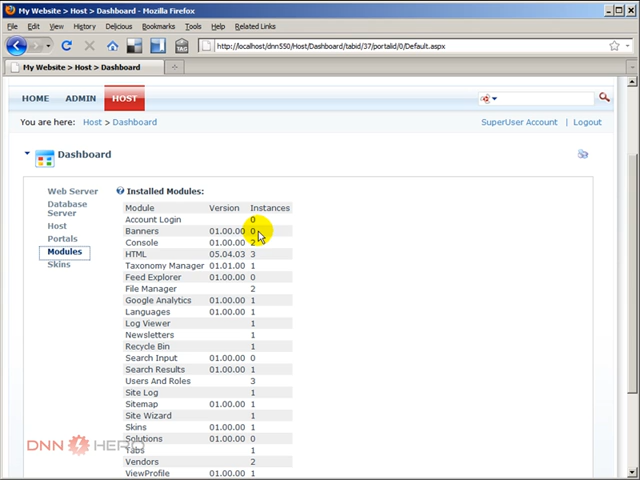 My Website > Host > Dashboard - Mozilla Firefox
File Edit View History Delicious Bookmarks Tools Help
http://localhost/dnn550/Host/Dashboard/tabid/37/portalid/0/Default.aspx
TAG Related Links
My Website > Host > Dashboard
HOME ADMIN HOST
You are here: Host > Dashboard SuperUser Account | Logout
Dashboard
Web Server
Database Server
Host
Portals
Modules
Skins
Installed Modules:
Module Version Instances
Account Login 0
Banners 01.00.00 0
Console 01.00.00 2
HTML 05.04.03 3
Taxonomy Manager 01.01.00 1
Feed Explorer 01.00.00 0
File Manager 2
Google Analytics 01.00.00 1
Languages 01.00.00 1
Log Viewer 1
Newsletters 1
Recycle Bin 1
Search Input 01.00.00 0
Search Results 01.00.00 1
Users And Roles 3
Site Log 1
Sitemap 01.00.00 1
Site Wizard 1
Skins 01.00.00 1
Solutions 01.00.00 0
Tabs 1
Vendors 2
ViewProfile 01.00.00 1
DNN HERO